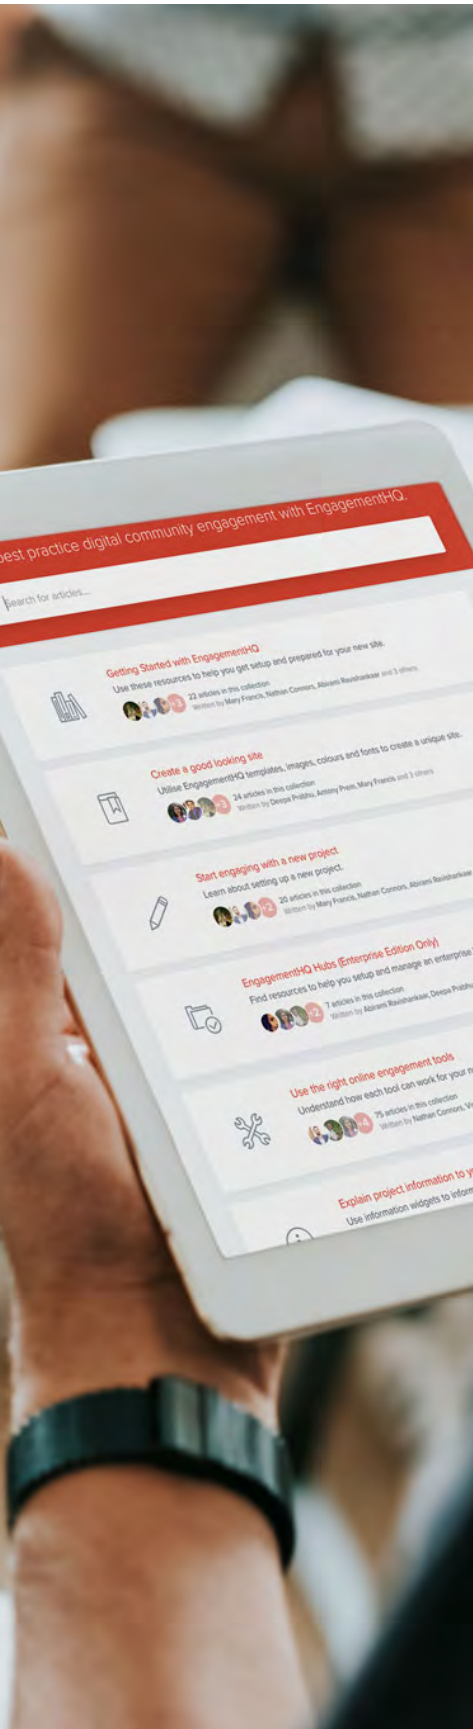 best practice digital community engagement with EngagementHQ.
Search for articles...
Getting Started with EngagementHQ
Use these resources to help you get setup and prepared for your new site.
+3
22 articles in this collection
Written by Mary Francis, Nathan Connors, Abirami Ravishankaar and 3 others
Create a good looking site
Utilise EngagementHQ templates, images, colours and fonts to create a unique site.
+3
24 articles in this collection
Written by Deepa Prabhu, Antony Prem, Mary Francis and 3 others
Start engaging with a new project
Learn about setting up a new project.
+2
20 articles in this collection
Written by Mary Francis, Nathan Connors, Abirami Ravishankaar
EngagementHQ Hubs (Enterprise Edition Only)
Find resources to help you setup and manage an enterprise
+2
7 articles in this collection
Written by Abirami Ravishankaar, Deepa Prabhu
Use the right online engagement tools
Understand how each tool can work for your
+4
75 articles in this collection
Written by Nathan Connors,
Explain project information to
Use information widgets to